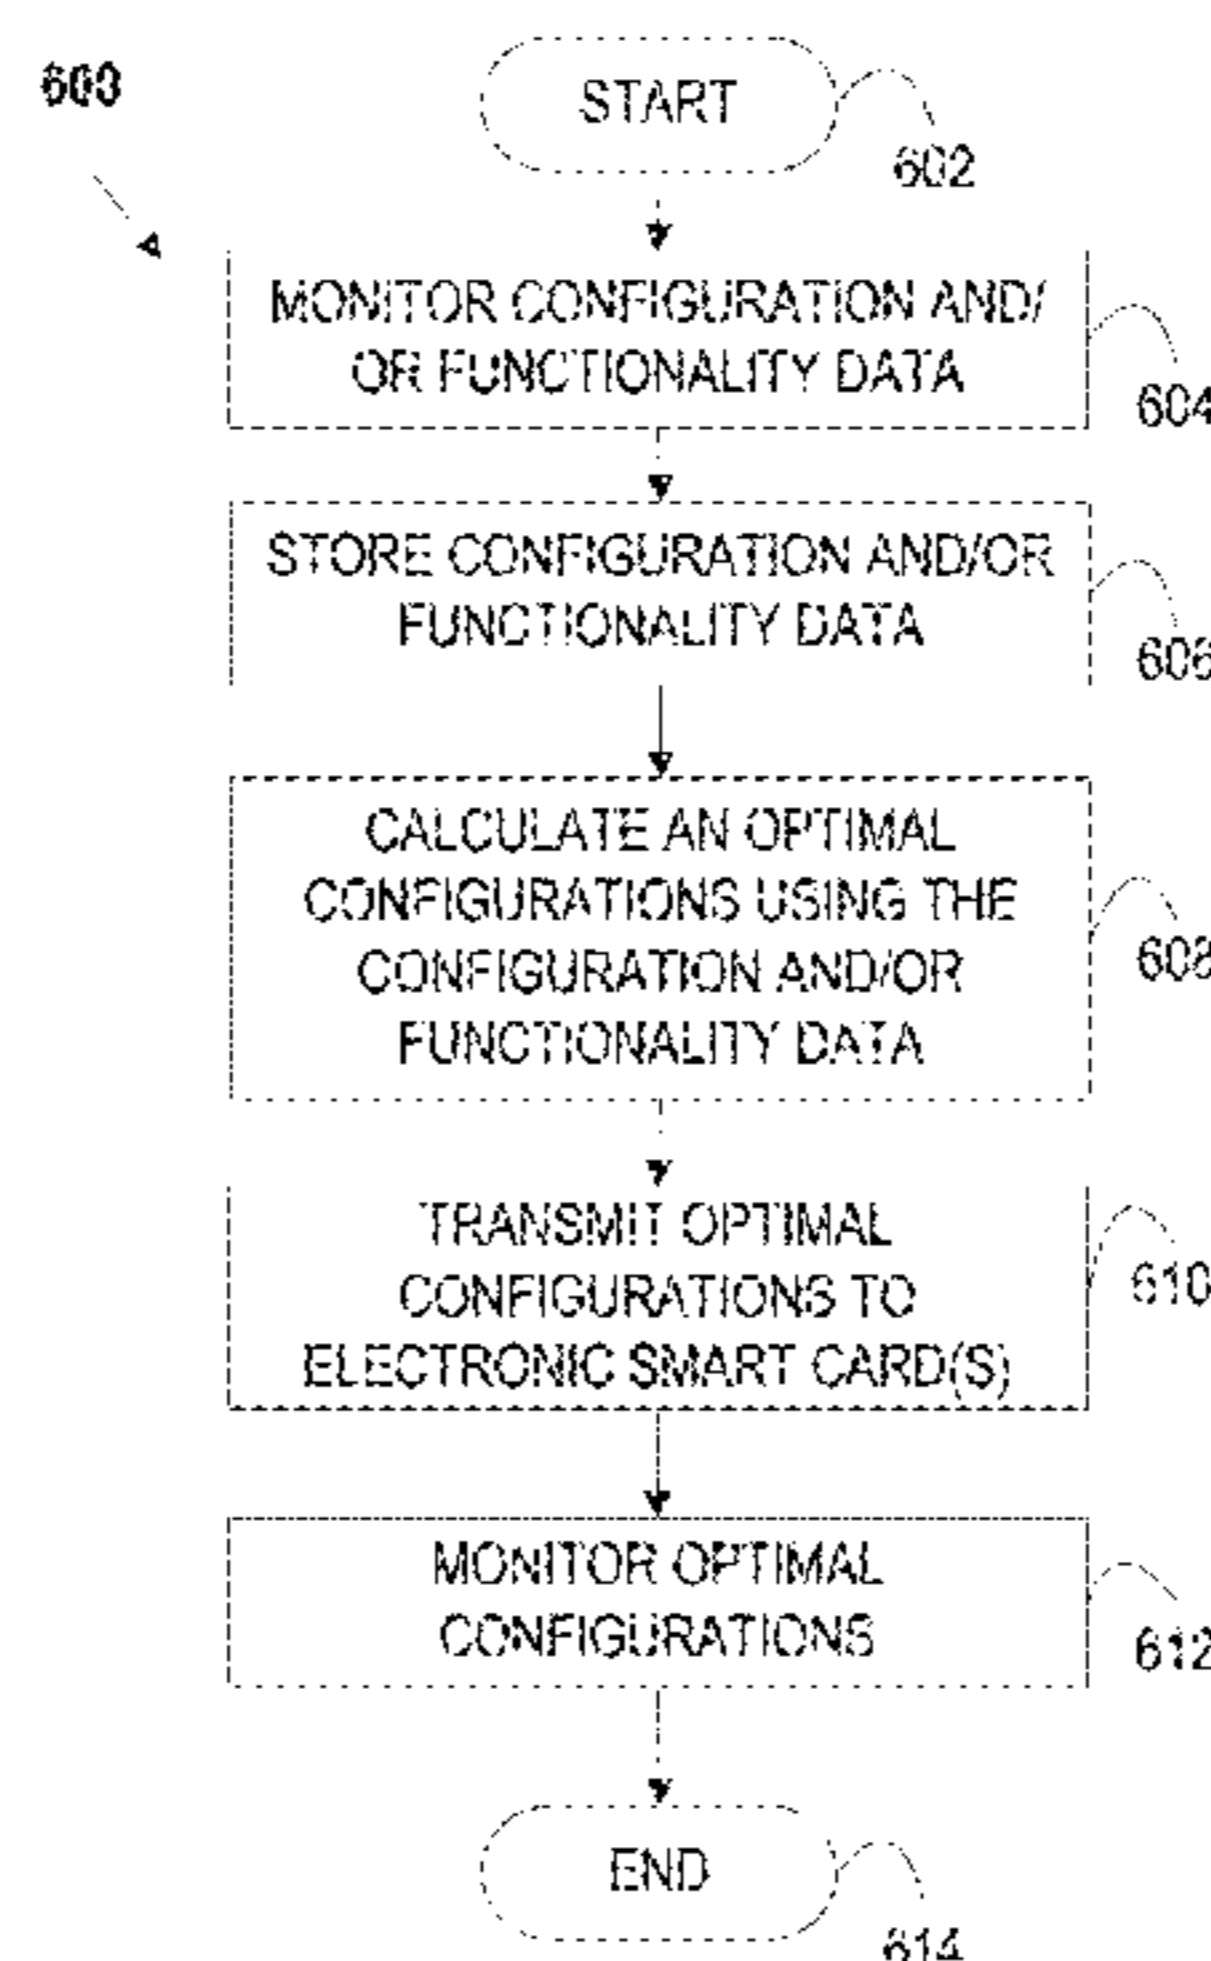 600
START
602
MONITOR CONFIGURATION AND/
OR FUNCTIONALITY DATA
604
STORE CONFIGURATION AND/OR
FUNCTIONALITY DATA
606
CALCULATE AN OPTIMAL
CONFIGURATIONS USING THE
CONFIGURATION AND/OR
FUNCTIONALITY DATA
608
TRANSMIT OPTIMAL
CONFIGURATIONS TO
ELECTRONIC SMART CARD(S)
610
MONITOR OPTIMAL
CONFIGURATIONS
612
END
614